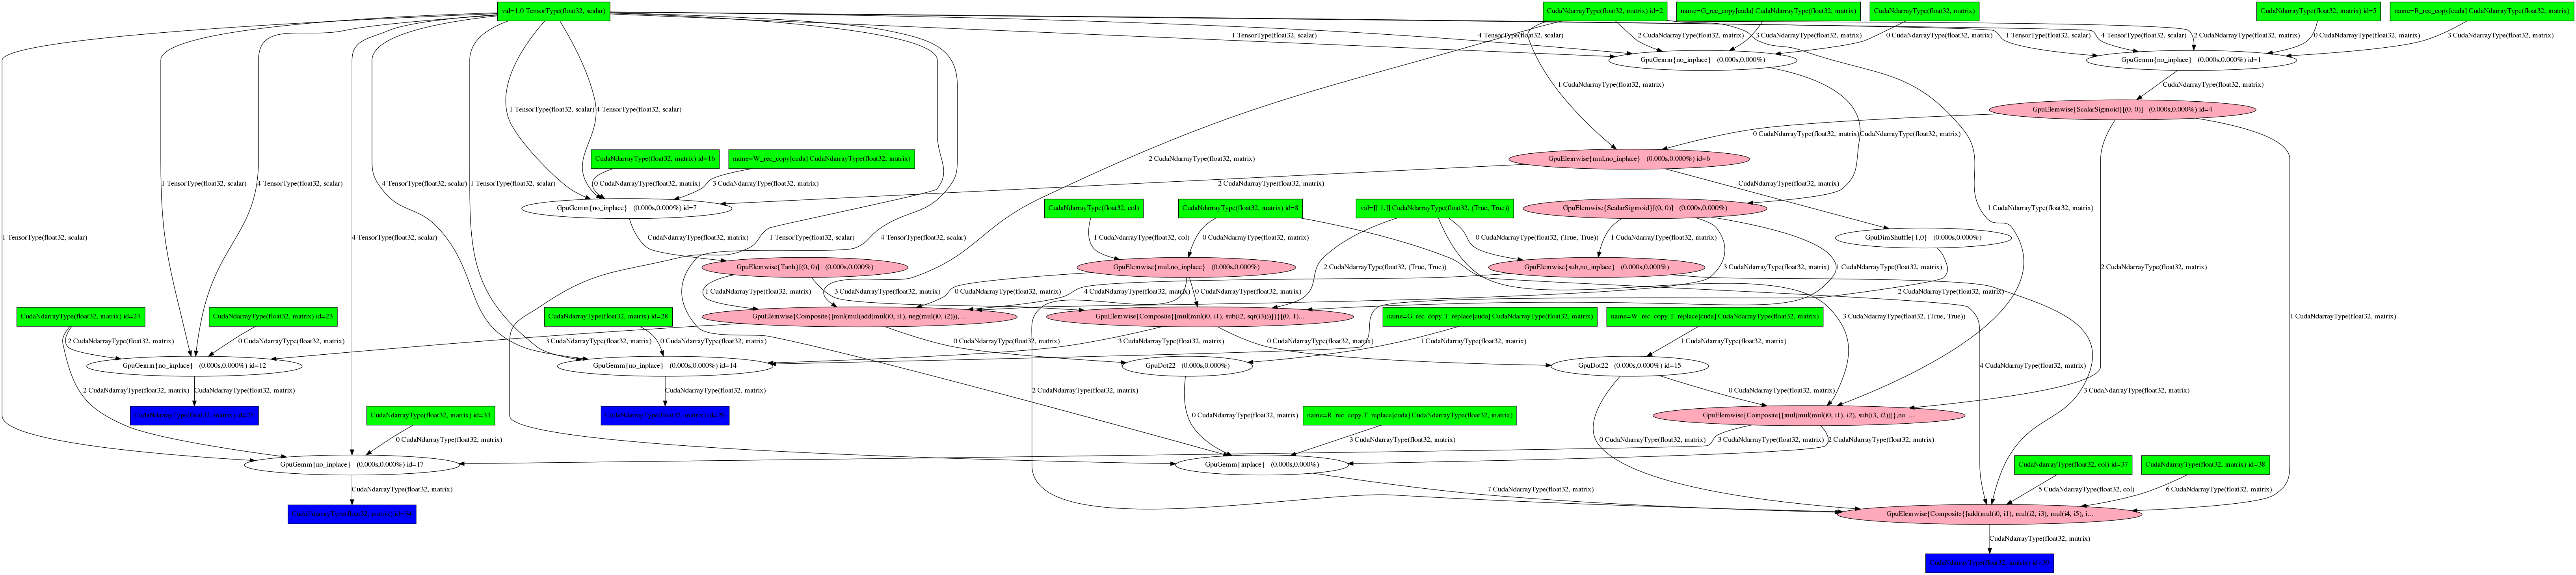 val=1.0 TensorType(float32, scalar)
CudaNdarrayType(float32, matrix) id=2
name=G_rec_copy[cuda] CudaNdarrayType(float32, matrix)
CudaNdarrayType(float32, matrix)
CudaNdarrayType(float32, matrix) id=5
name=R_rec_copy[cuda] CudaNdarrayType(float32, matrix)
1 TensorType(float32, scalar)
4 TensorType(float32, scalar)
2 CudaNdarrayType(float32, matrix)
3 CudaNdarrayType(float32, matrix)
0 CudaNdarrayType(float32, matrix)
1 TensorType(float32, scalar)
4 TensorType(float32, scalar)
2 CudaNdarrayType(float32, matrix)
0 CudaNdarrayType(float32, matrix)
3 CudaNdarrayType(float32, matrix)
GpuGemm{no_inplace} (0.000s,0.000%)
GpuGemm{no_inplace} (0.000s,0.000%) id=1
1 CudaNdarrayType(float32, matrix)
CudaNdarrayType(float32, matrix)
1 TensorType(float32, scalar)
4 TensorType(float32, scalar)
GpuElemwise{ScalarSigmoid}[(0, 0)] (0.000s,0.000%) id=4
0 CudaNdarrayType(float32, matrix)
CudaNdarrayType(float32, matrix)
CudaNdarrayType(float32, matrix) id=16
name=W_rec_copy[cuda] CudaNdarrayType(float32, matrix)
2 CudaNdarrayType(float32, matrix)
GpuElemwise{mul,no_inplace} (0.000s,0.000%) id=6
1 TensorType(float32, scalar)
4 TensorType(float32, scalar)
4 TensorType(float32, scalar)
1 TensorType(float32, scalar)
0 CudaNdarrayType(float32, matrix)
3 CudaNdarrayType(float32, matrix)
2 CudaNdarrayType(float32, matrix)
CudaNdarrayType(float32, matrix)
GpuGemm{no_inplace} (0.000s,0.000%) id=7
CudaNdarrayType(float32, col)
CudaNdarrayType(float32, matrix) id=8
val=[[ 1.]] CudaNdarrayType(float32, (True, True))
GpuElemwise{ScalarSigmoid}[(0, 0)] (0.000s,0.000%)
1 CudaNdarrayType(float32, matrix)
1 TensorType(float32, scalar)
4 TensorType(float32, scalar)
CudaNdarrayType(float32, matrix)
1 TensorType(float32, scalar)
4 TensorType(float32, scalar)
1 CudaNdarrayType(float32, col)
0 CudaNdarrayType(float32, matrix)
0 CudaNdarrayType(float32, (True, True))
1 CudaNdarrayType(float32, matrix)
GpuDimShuffle{1,0} (0.000s,0.000%)
GpuElemwise{Tanh}[(0, 0)] (0.000s,0.000%)
GpuElemwise{mul,no_inplace} (0.000s,0.000%)
2 CudaNdarrayType(float32, (True, True))
GpuElemwise{sub,no_inplace} (0.000s,0.000%)
3 CudaNdarrayType(float32, matrix)
1 CudaNdarrayType(float32, matrix)
2 CudaNdarrayType(float32, matrix)
1 CudaNdarrayType(float32, matrix)
3 CudaNdarrayType(float32, matrix)
0 CudaNdarrayType(float32, matrix)
4 CudaNdarrayType(float32, matrix)
0 CudaNdarrayType(float32, matrix)
2 CudaNdarrayType(float32, matrix)
CudaNdarrayType(float32, matrix) id=24
CudaNdarrayType(float32, matrix) id=23
CudaNdarrayType(float32, matrix) id=28
GpuElemwise{Composite{[mul(mul(add(mul(i0, i1), neg(mul(i0, i2))), ...
GpuElemwise{Composite{[mul(mul(i0, i1), sub(i2, sqr(i3)))]}}[(0, 1)...
name=G_rec_copy.T_replace[cuda] CudaNdarrayType(float32, matrix)
name=W_rec_copy.T_replace[cuda] CudaNdarrayType(float32, matrix)
3 CudaNdarrayType(float32, (True, True))
1 CudaNdarrayType(float32, matrix)
2 CudaNdarrayType(float32, matrix)
0 CudaNdarrayType(float32, matrix)
3 CudaNdarrayType(float32, matrix)
0 CudaNdarrayType(float32, matrix)
0 CudaNdarrayType(float32, matrix)
3 CudaNdarrayType(float32, matrix)
0 CudaNdarrayType(float32, matrix)
1 CudaNdarrayType(float32, matrix)
1 CudaNdarrayType(float32, matrix)
GpuGemm{no_inplace} (0.000s,0.000%) id=12
GpuGemm{no_inplace} (0.000s,0.000%) id=14
GpuDot22 (0.000s,0.000%)
GpuDot22 (0.000s,0.000%) id=15
4 CudaNdarrayType(float32, matrix)
2 CudaNdarrayType(float32, matrix)
CudaNdarrayType(float32, matrix)
CudaNdarrayType(float32, matrix)
2 CudaNdarrayType(float32, matrix)
0 CudaNdarrayType(float32, matrix)
3 CudaNdarrayType(float32, matrix)
CudaNdarrayType(float32, matrix) id=33
0 CudaNdarrayType(float32, matrix)
name=R_rec_copy.T_replace[cuda] CudaNdarrayType(float32, matrix)
GpuElemwise{Composite{[mul(mul(mul(i0, i1), i2), sub(i3, i2))]},no_...
0 CudaNdarrayType(float32, matrix)
3 CudaNdarrayType(float32, matrix)
0 CudaNdarrayType(float32, matrix)
3 CudaNdarrayType(float32, matrix)
2 CudaNdarrayType(float32, matrix)
GpuGemm{no_inplace} (0.000s,0.000%) id=17
GpuGemm{inplace} (0.000s,0.000%)
CudaNdarrayType(float32, col) id=37
CudaNdarrayType(float32, matrix) id=38
CudaNdarrayType(float32, matrix)
7 CudaNdarrayType(float32, matrix)
5 CudaNdarrayType(float32, col)
6 CudaNdarrayType(float32, matrix)
GpuElemwise{Composite{[add(mul(i0, i1), mul(i2, i3), mul(i4, i5), i...
CudaNdarrayType(float32, matrix)